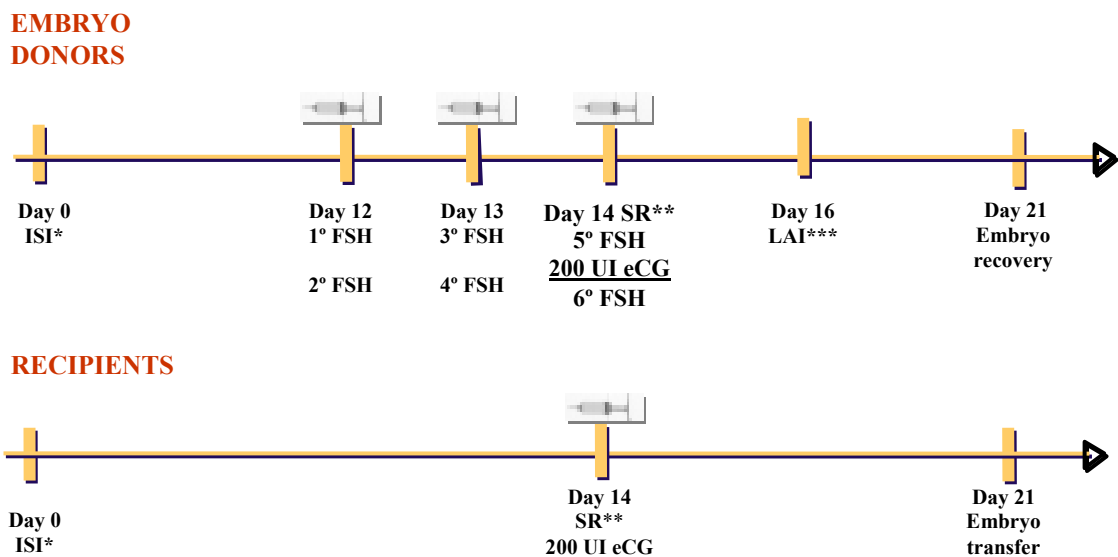 EMBRYO
DONORS
Day 0
ISI*
Day 12
1º FSH
2º FSH
Day 13
3º FSH
4º FSH
Day 14 SR**
5º FSH
200 UI eCG
6º FSH
Day 16
LAI***
Day 21
Embryo
recovery
RECIPIENTS
Day 0
ISI*
Day 14
SR**
200 UI eCG
Day 21
Embryo
transfer